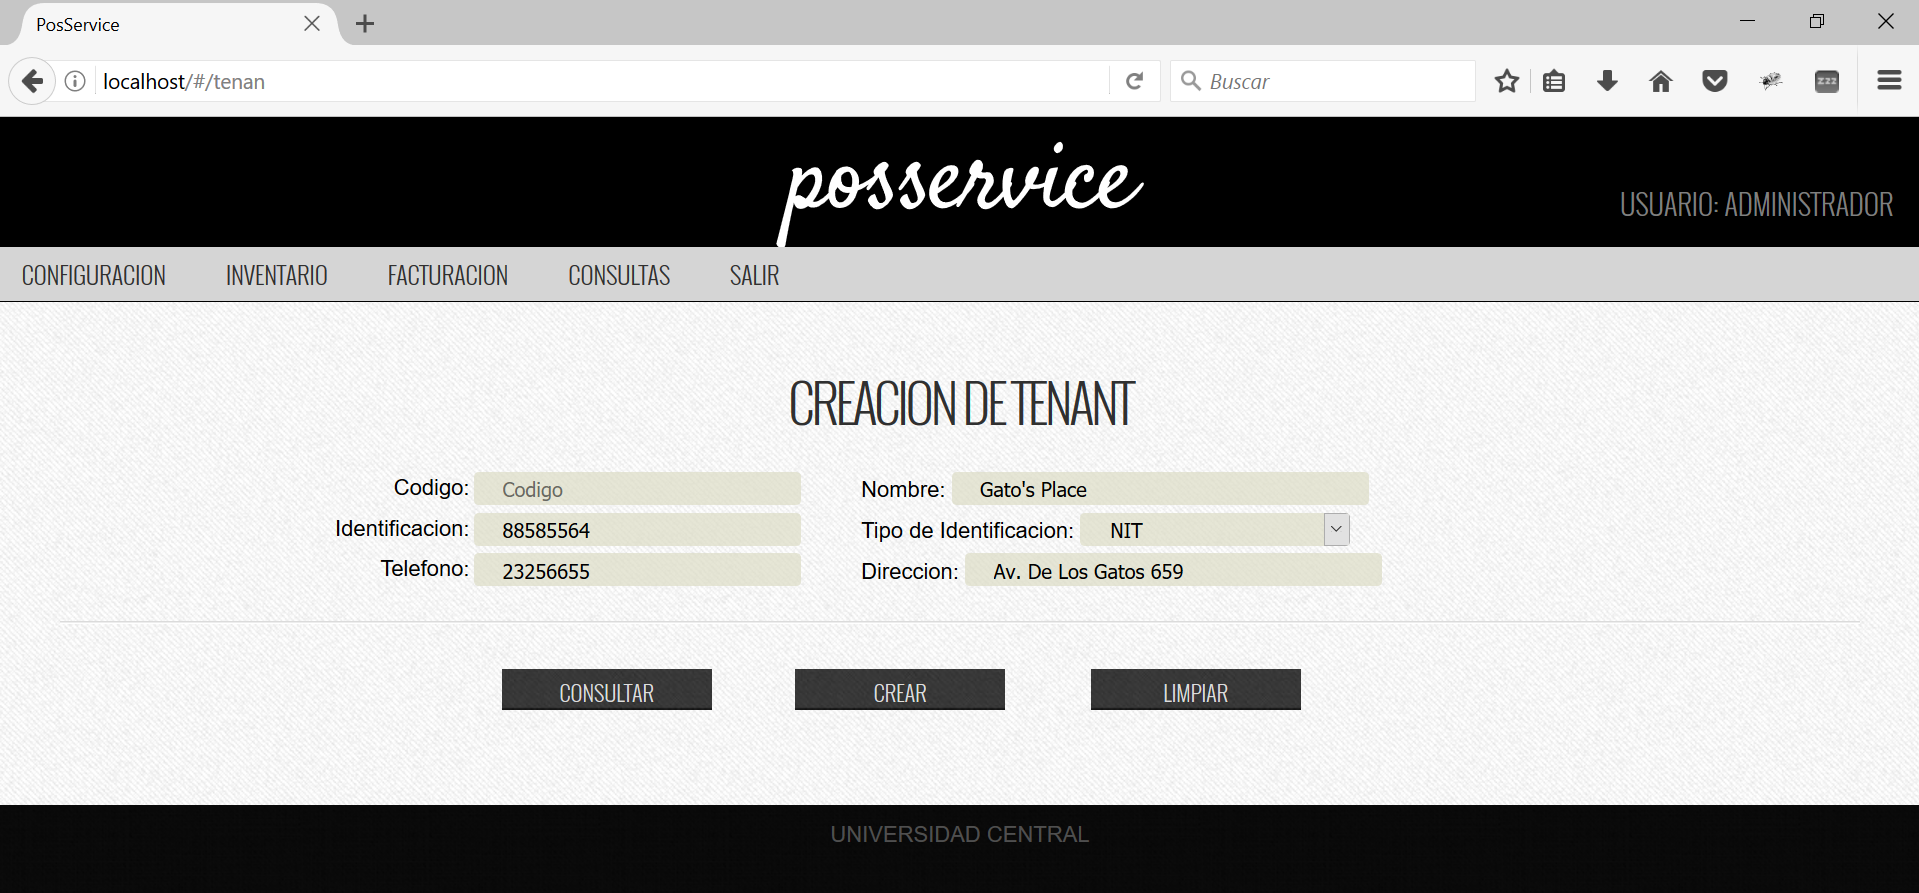 PosService
localhost/#/tenan
Buscar
zzz
posservice
USUARIO: ADMINISTRADOR
CONFIGURACION INVENTARIO FACTURACION CONSULTAS SALIR
CREACION DE TENANT
Codigo: Codigo Nombre: Gato's Place
Identificacion: 88585564 Tipo de Identificacion: NIT
Telefono: 23256655 Direccion: Av. De Los Gatos 659
CONSULTAR CREAR LIMPIAR
UNIVERSIDAD CENTRAL